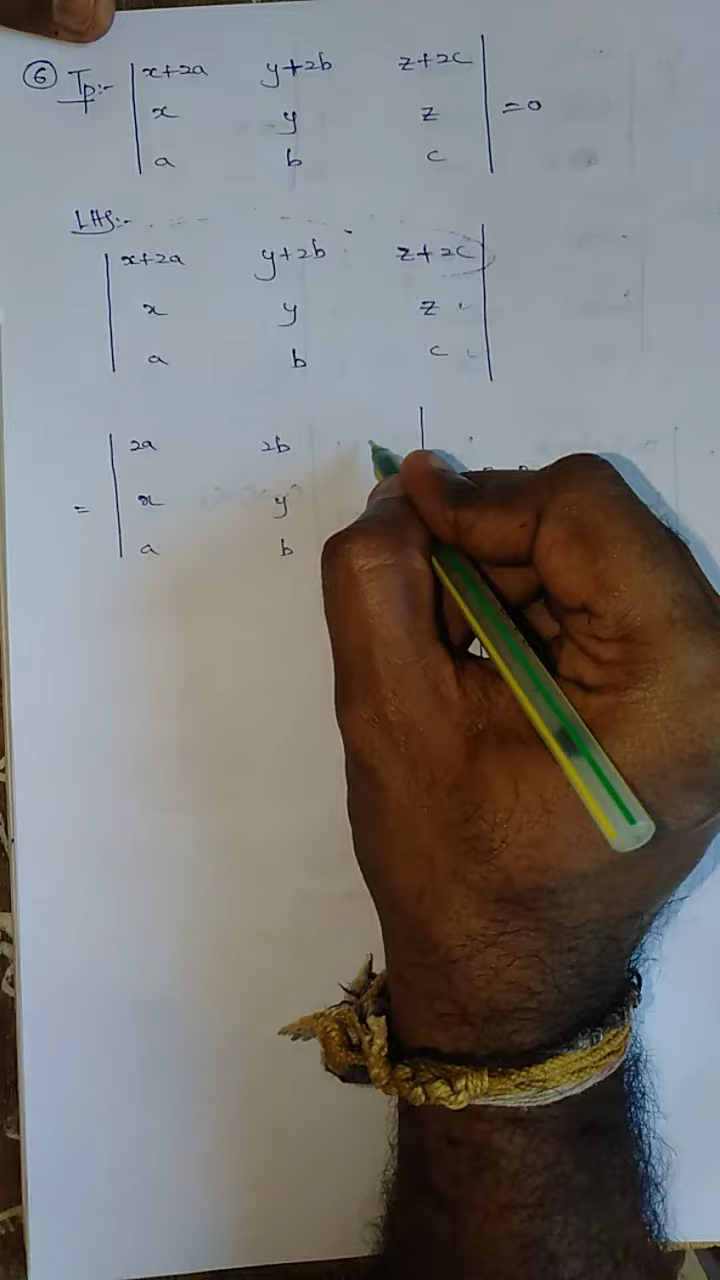 6 Tp:- | x+2a y+2b z+2c |
| x y z | =0
| a b c |
LHS:-
| x+2a y+2b z+2c |
| x y z |
| a b c |
| 2a 2b |
= | x y
| a b